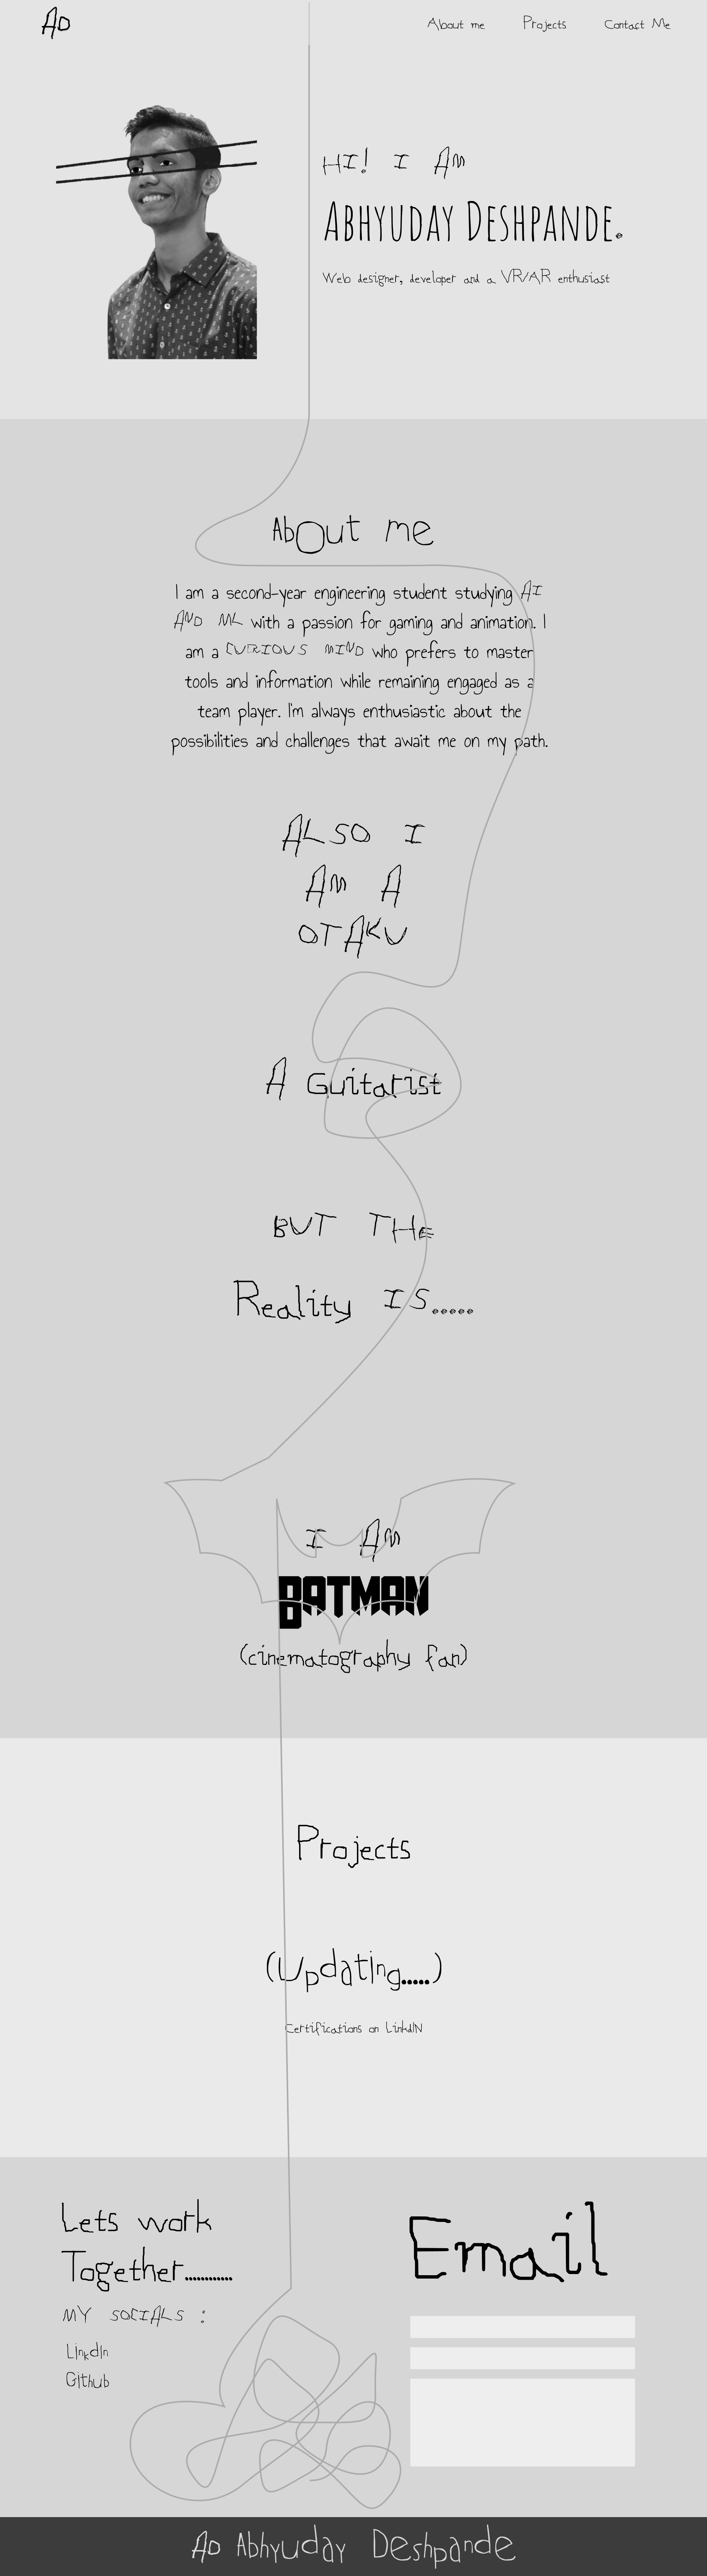 AD
About me Projects Contact Me
HI! I AM
ABHYUDAY DESHPANDE.
Web designer, developer and a VR/AR enthusiast
About me
I am a second-year engineering student studying AI
AND ML with a passion for gaming and animation. I
am a CURIOUS MIND who prefers to master
tools and information while remaining engaged as a
team player. I'm always enthusiastic about the
possibilities and challenges that await me on my path.
ALSO I
AM A
OTAKU
A Guitarist
BUT THE
Reality IS.....
I AM
BATMAN
(cinematography fan)
Projects
(Updating.....)
Certifications on LinkdIN
Lets work
Together............
MY SOCIALS :
LinkdIn
Github
Email
AD Abhyuday Deshpande